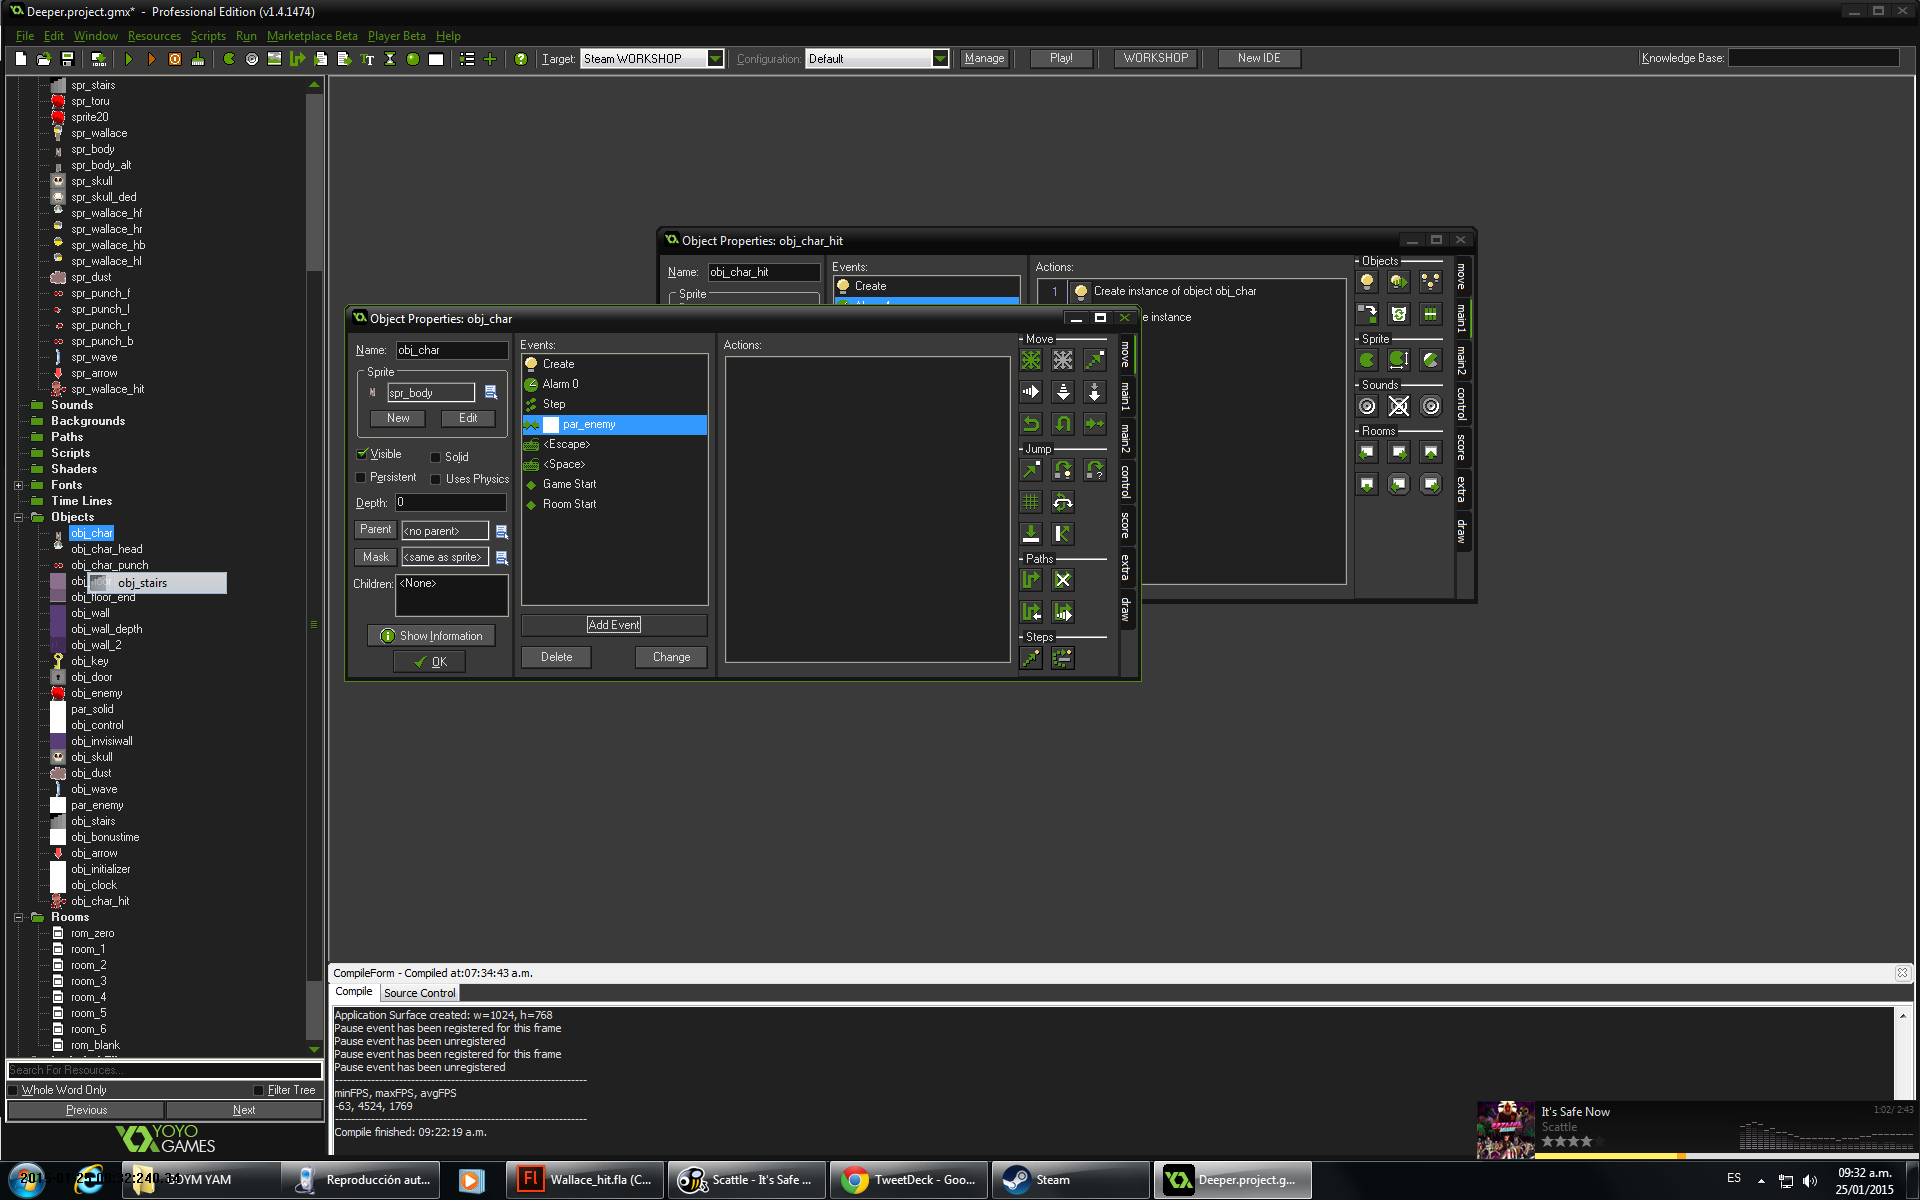 Deeper.project.gmx* - Professional Edition (v1.4.1474)
File Edit Window Resources Scripts Run Marketplace Beta Player Beta Help
Target: Steam WORKSHOP Configuration: Default Manage Play! WORKSHOP New IDE Knowledge Base:
spr_stairs
spr_toru
sprite20
spr_wallace
spr_body
spr_body_alt
spr_skull
spr_skull_ded
spr_wallace_hf
spr_wallace_hr
spr_wallace_hb
spr_wallace_hl
spr_dust
spr_punch_f
spr_punch_l
spr_punch_r
spr_punch_b
spr_wave
spr_arrow
spr_wallace_hit
Sounds
Backgrounds
Paths
Scripts
Shaders
Fonts
Time Lines
Objects
obj_char
obj_char_head
obj_char_punch
obj_stairs
obj_floor_end
obj_wall
obj_wall_depth
obj_wall_2
obj_key
obj_door
obj_enemy
par_solid
obj_control
obj_invisiwall
obj_skull
obj_dust
obj_wave
par_enemy
obj_stairs
obj_bonustime
obj_arrow
obj_initializer
obj_clock
obj_char_hit
Rooms
rom_zero
room_1
room_2
room_3
room_4
room_5
room_6
rom_blank
Search For Resources...
Whole Word Only Filter Tree
Previous Next
YOYO
GAMES
Object Properties: obj_char_hit
Name: obj_char_hit
Sprite
Events:
Create
Actions:
1 Create instance of object obj_char
e instance
Objects
Sprite
Sounds
Rooms
move
main1
main2
control
score
extra
draw
Object Properties: obj_char
Name: obj_char
Sprite
spr_body
New Edit
Visible Solid
Persistent Uses Physics
Depth: 0
Parent <no parent>
Mask <same as sprite>
Children: <None>
Show Information
OK
Events:
Create
Alarm 0
Step
par_enemy
<Escape>
<Space>
Game Start
Room Start
Add Event
Delete Change
Actions:
Move
Jump
Paths
Steps
move
main1
main2
control
score
extra
draw
CompileForm - Compiled at:07:34:43 a.m.
Compile Source Control
Application Surface created: w=1024, h=768
Pause event has been registered for this frame
Pause event has been unregistered
Pause event has been registered for this frame
Pause event has been unregistered
minFPS, maxFPS, avgFPS
-63, 4524, 1769
Compile finished: 09:22:19 a.m.
It's Safe Now
Scattle
1:02/ 2:43
YM YAM
Reproducción aut...
Wallace_hit.fla (C...
Scattle - It's Safe ...
TweetDeck - Goo...
Steam
Deeper.project.g...
ES
09:32 a.m.
25/01/2015